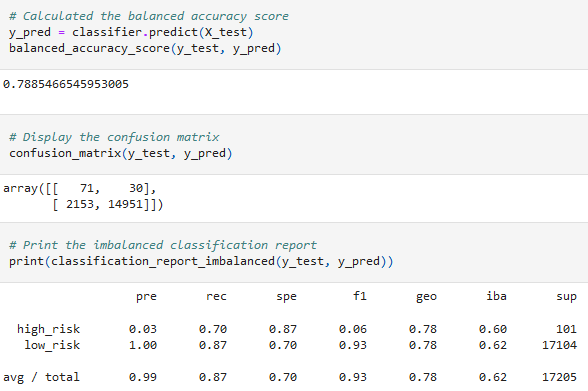 # Calculated the balanced accuracy score
y_pred = classifier.predict(X_test)
balanced_accuracy_score(y_test, y_pred)
0.7885466545953005
# Display the confusion matrix
confusion_matrix(y_test, y_pred)
array([[   71,    30],
       [ 2153, 14951]])
# Print the imbalanced classification report
print(classification_report_imbalanced(y_test, y_pred))
pre rec spe f1 geo iba sup
high_risk 0.03 0.70 0.87 0.06 0.78 0.60 101
low_risk 1.00 0.87 0.70 0.93 0.78 0.62 17104
avg / total 0.99 0.87 0.70 0.93 0.78 0.62 17205